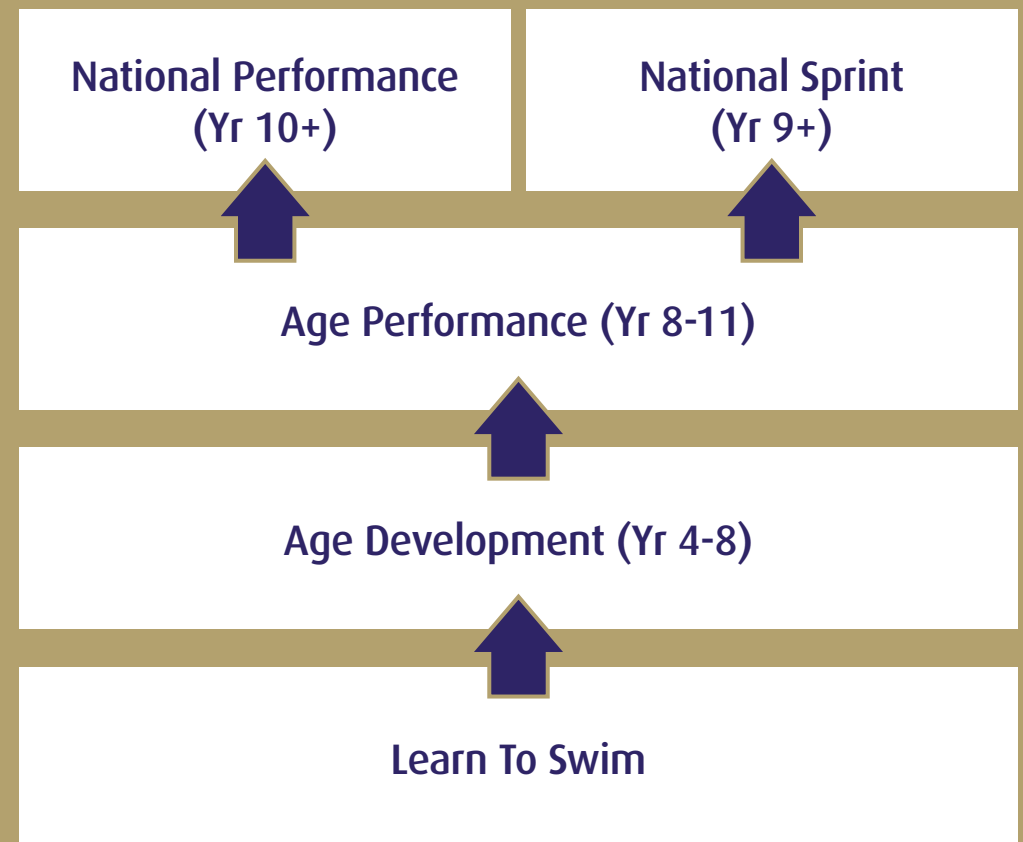 National Performance
(Yr 10+)
National Sprint
(Yr 9+)
Age Performance (Yr 8-11)
Age Development (Yr 4-8)
Learn To Swim